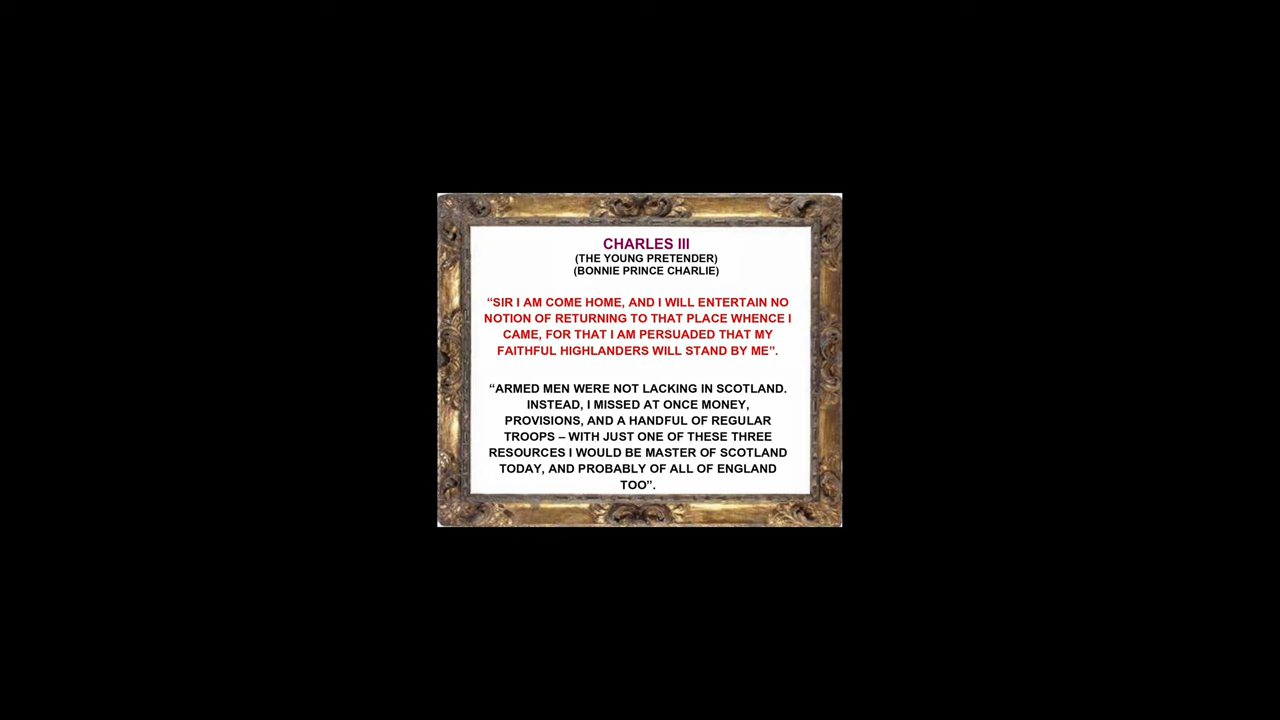 CHARLES III
(THE YOUNG PRETENDER)
(BONNIE PRINCE CHARLIE)
“SIR I AM COME HOME, AND I WILL ENTERTAIN NO
NOTION OF RETURNING TO THAT PLACE WHENCE I
CAME, FOR THAT I AM PERSUADED THAT MY
FAITHFUL HIGHLANDERS WILL STAND BY ME”.
“ARMED MEN WERE NOT LACKING IN SCOTLAND.
INSTEAD, I MISSED AT ONCE MONEY,
PROVISIONS, AND A HANDFUL OF REGULAR
TROOPS – WITH JUST ONE OF THESE THREE
RESOURCES I WOULD BE MASTER OF SCOTLAND
TODAY, AND PROBABLY OF ALL OF ENGLAND
TOO”.